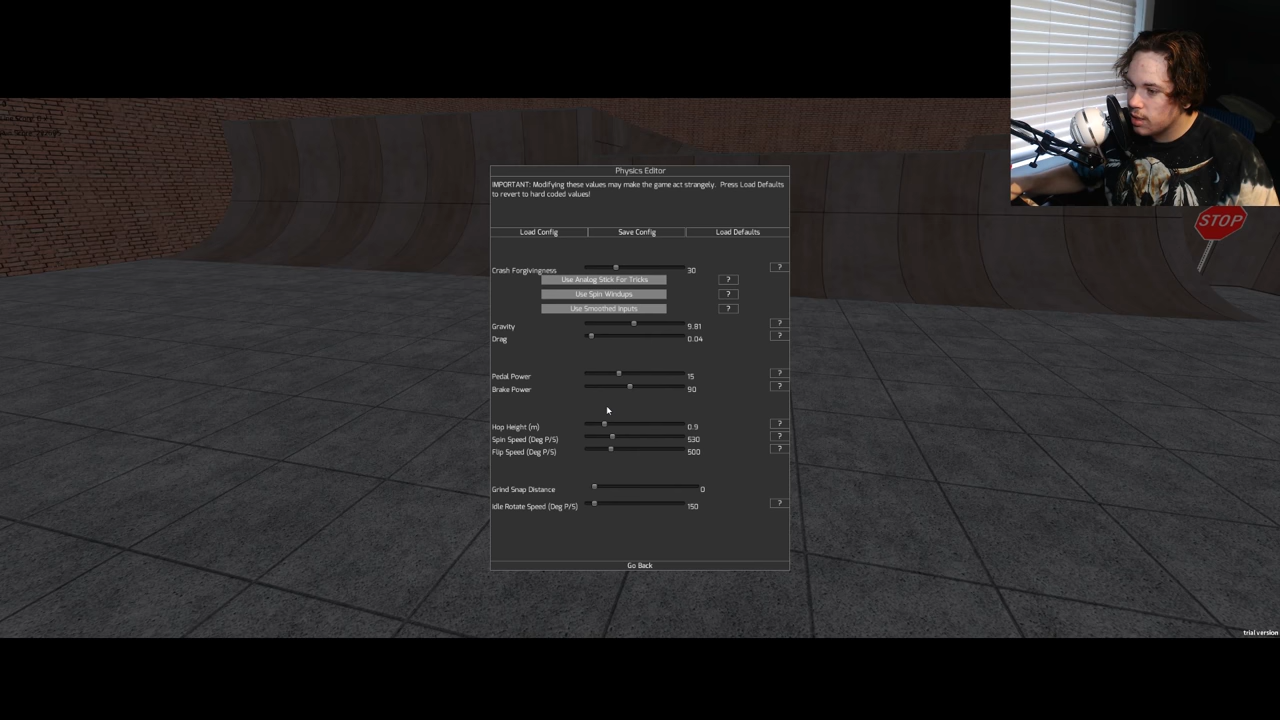 Physics Editor
IMPORTANT: Modifying these values may make the game act strangely. Press Load Defaults
to revert to hard coded values!
Load Config
Save Config
Load Defaults
Crash Forgivingness 30 ?
Use Analog Stick For Tricks ?
Use Spin Windups ?
Use Smoothed Inputs ?
Gravity 9.81 ?
Drag 0.04 ?
Pedal Power 15 ?
Brake Power 90 ?
Hop Height (m) 0.9 ?
Spin Speed (Deg P/S) 530 ?
Flip Speed (Deg P/S) 500 ?
Grind Snap Distance 0
Idle Rotate Speed (Deg P/S) 150 ?
Go Back
STOP
trial version